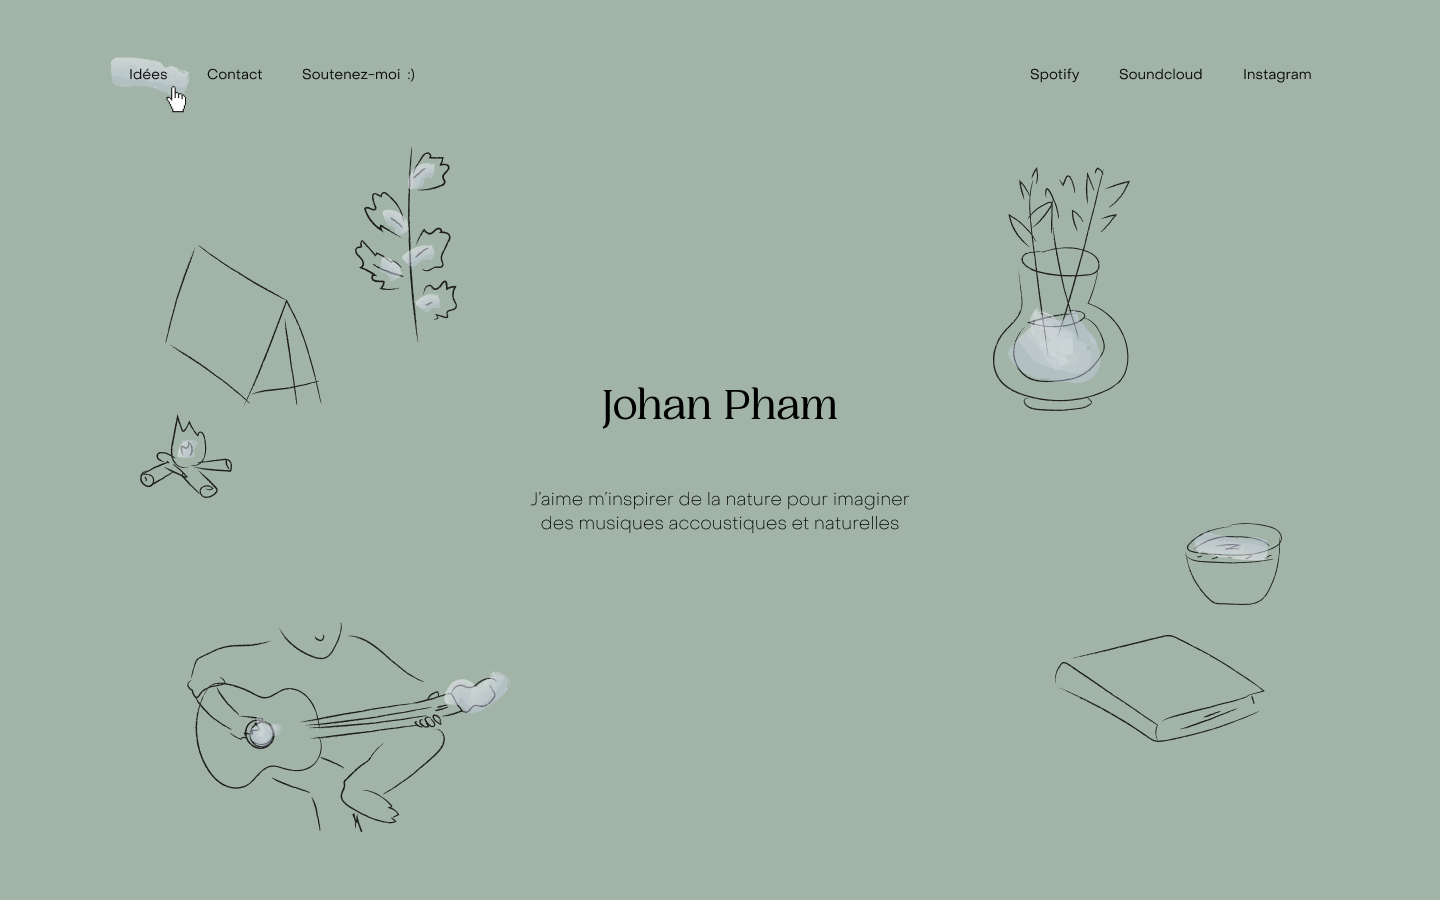 Idées
Contact
Soutenez-moi :)
Spotify
Soundcloud
Instagram
Johan Pham
J'aime m'inspirer de la nature pour imaginer
des musiques accoustiques et naturelles